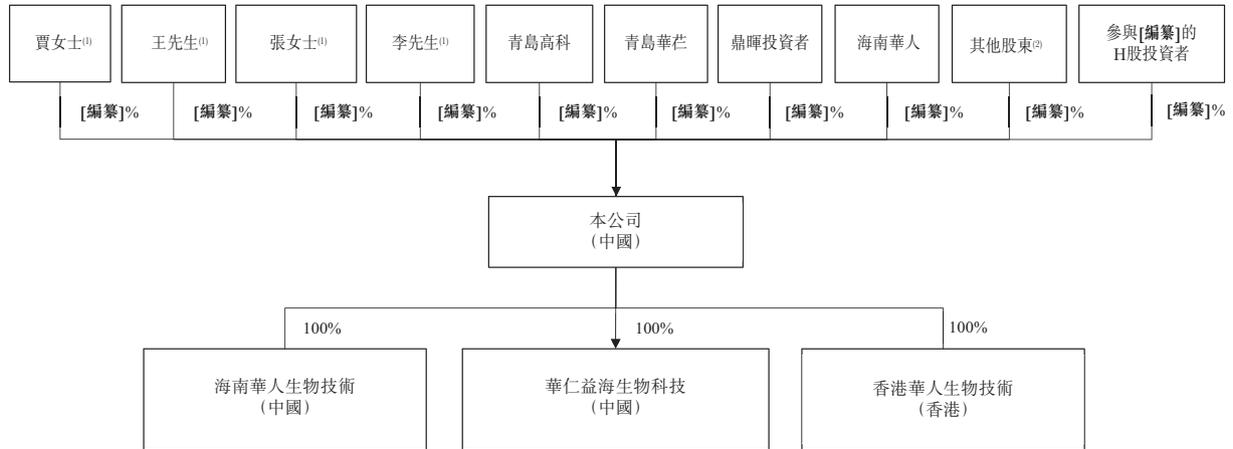 賈女士(1)
王先生(1)
張女士(1)
李先生(1)
青島高科
青島華芢
鼎暉投資者
海南華人
其他股東(2)
參與[編纂]的
H股投資者
[編纂]%
[編纂]%
[編纂]%
[編纂]%
[編纂]%
[編纂]%
[編纂]%
[編纂]%
[編纂]%
[編纂]%
本公司
(中國)
100%
100%
100%
海南華人生物技術
(中國)
華仁益海生物科技
(中國)
香港華人生物技術
(香港)